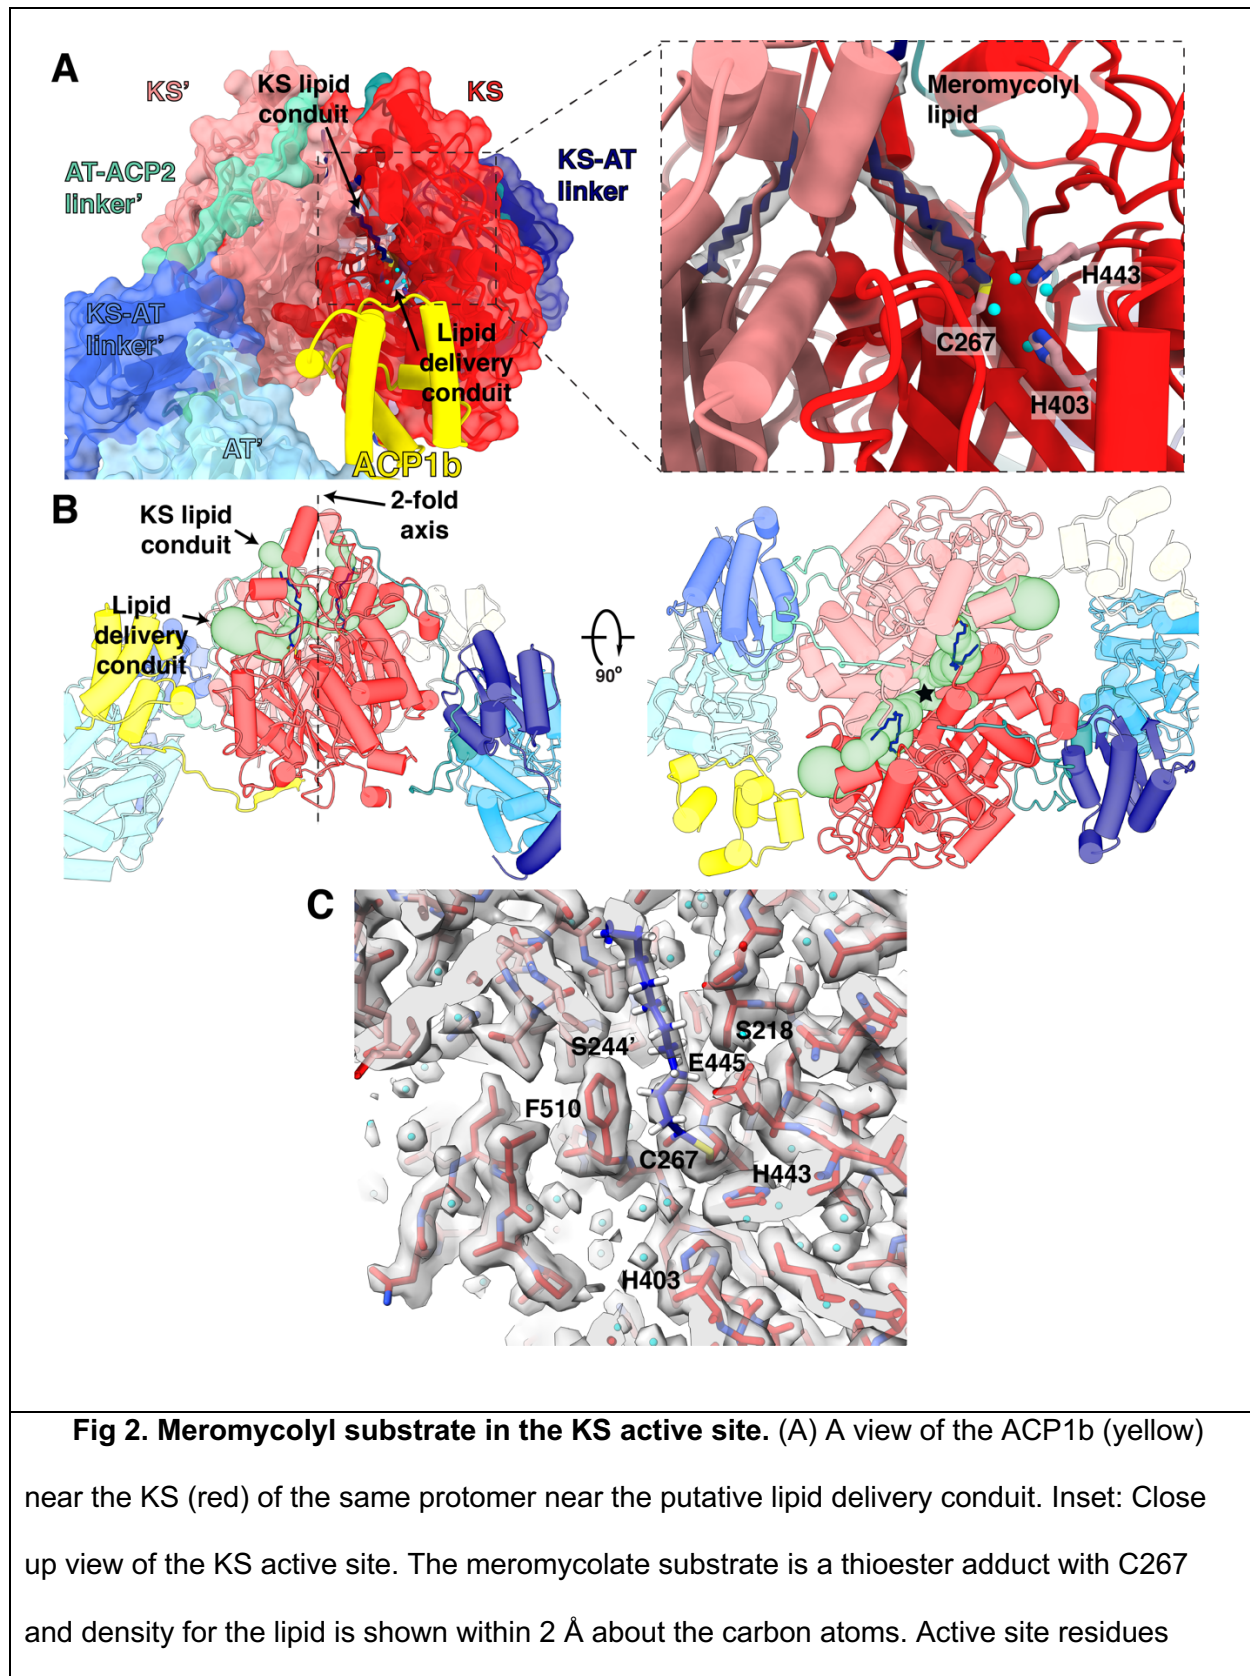 A
KS'
KS lipid
conduit
KS
AT-ACP2
linker'
KS-AT
linker
KS-AT
linker'
AT'
Lipid
delivery
conduit
ACP1b
Meromycolyl
lipid
H443
C267
H403
B
2-fold
axis
KS lipid
conduit
Lipid
delivery
conduit
90°
C
S244'
S218
E445
F510
C267
H443
H403
Fig 2. Meromycolyl substrate in the KS active site. (A) A view of the ACP1b (yellow)
near the KS (red) of the same protomer near the putative lipid delivery conduit. Inset: Close
up view of the KS active site. The meromycolate substrate is a thioester adduct with C267
and density for the lipid is shown within 2 Å about the carbon atoms. Active site residues